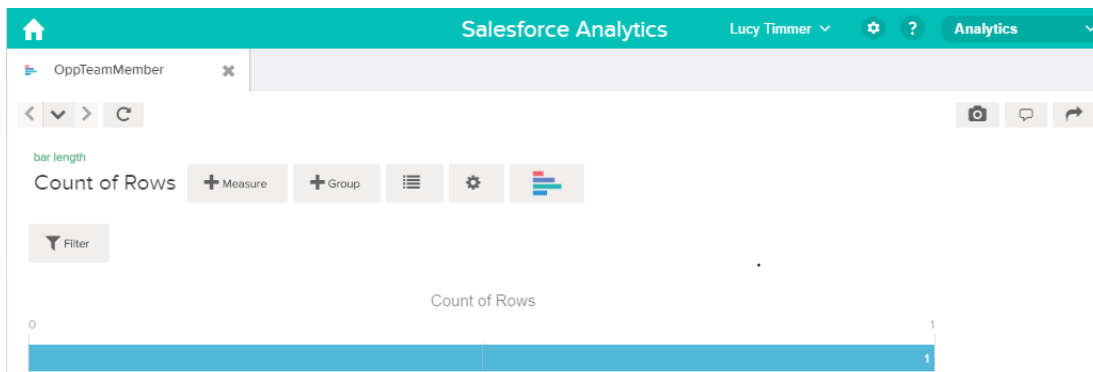 Salesforce Analytics Lucy Timmer ? Analytics
OppTeamMember
bar length
Count of Rows Measure Group
Filter
Count of Rows
0 1
1